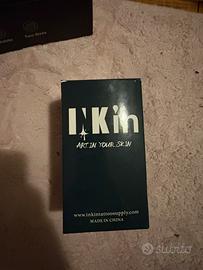 INKin
ART IN YOUR SKIN
www.inkintattoosupply.com
MADE IN CHINA
subito